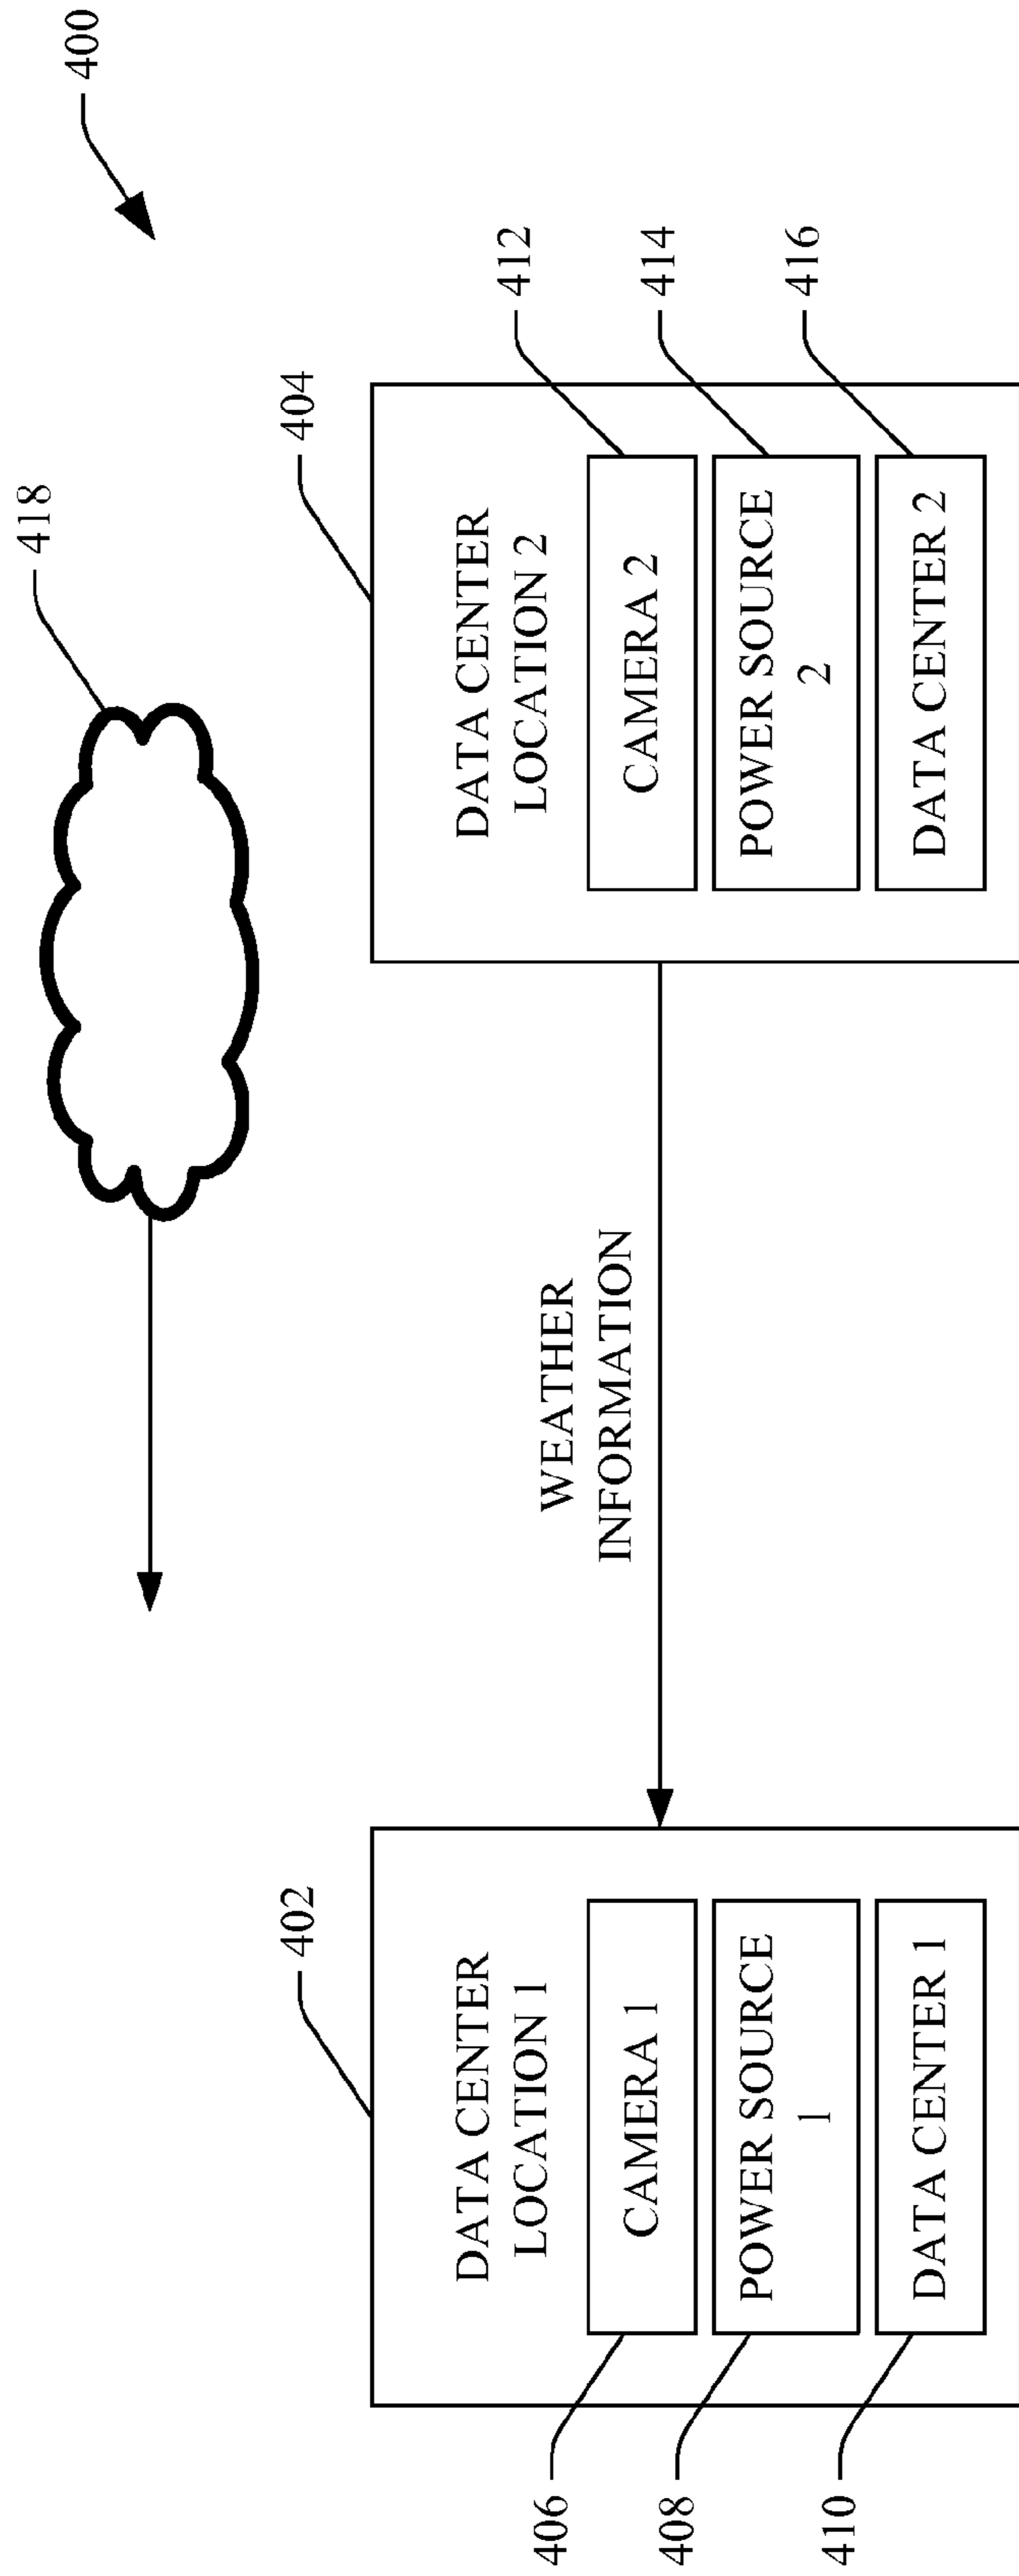 400
418
402
404
DATA CENTER
LOCATION 1
DATA CENTER
LOCATION 2
WEATHER
INFORMATION
406
CAMERA 1
408
POWER SOURCE
1
410
DATA CENTER 1
CAMERA 2
412
POWER SOURCE
2
414
DATA CENTER 2
416